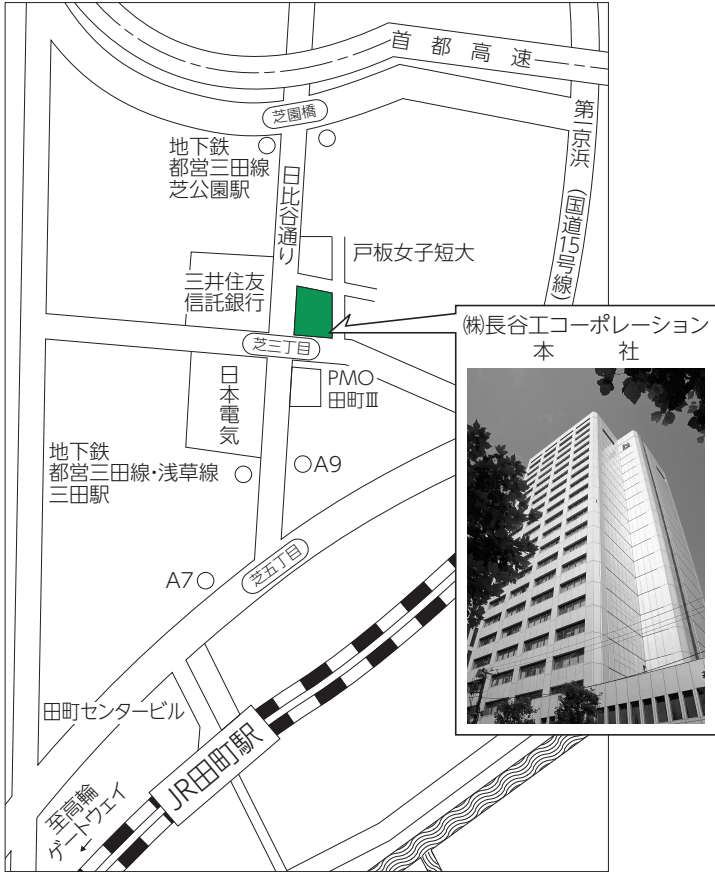 首都高速
芝園橋
第一京浜
(国道15号線)
地下鉄
都営三田線
芝公園駅
日比谷通り
戸板女子短大
三井住友
信託銀行
㈱長谷工コーポレーション
本社
芝三丁目
日本電気
PMO
田町Ⅲ
地下鉄
都営三田線・浅草線
三田駅
A9
芝五丁目
A7
田町センタービル
JR田町駅
至高輪
ゲートウェイ